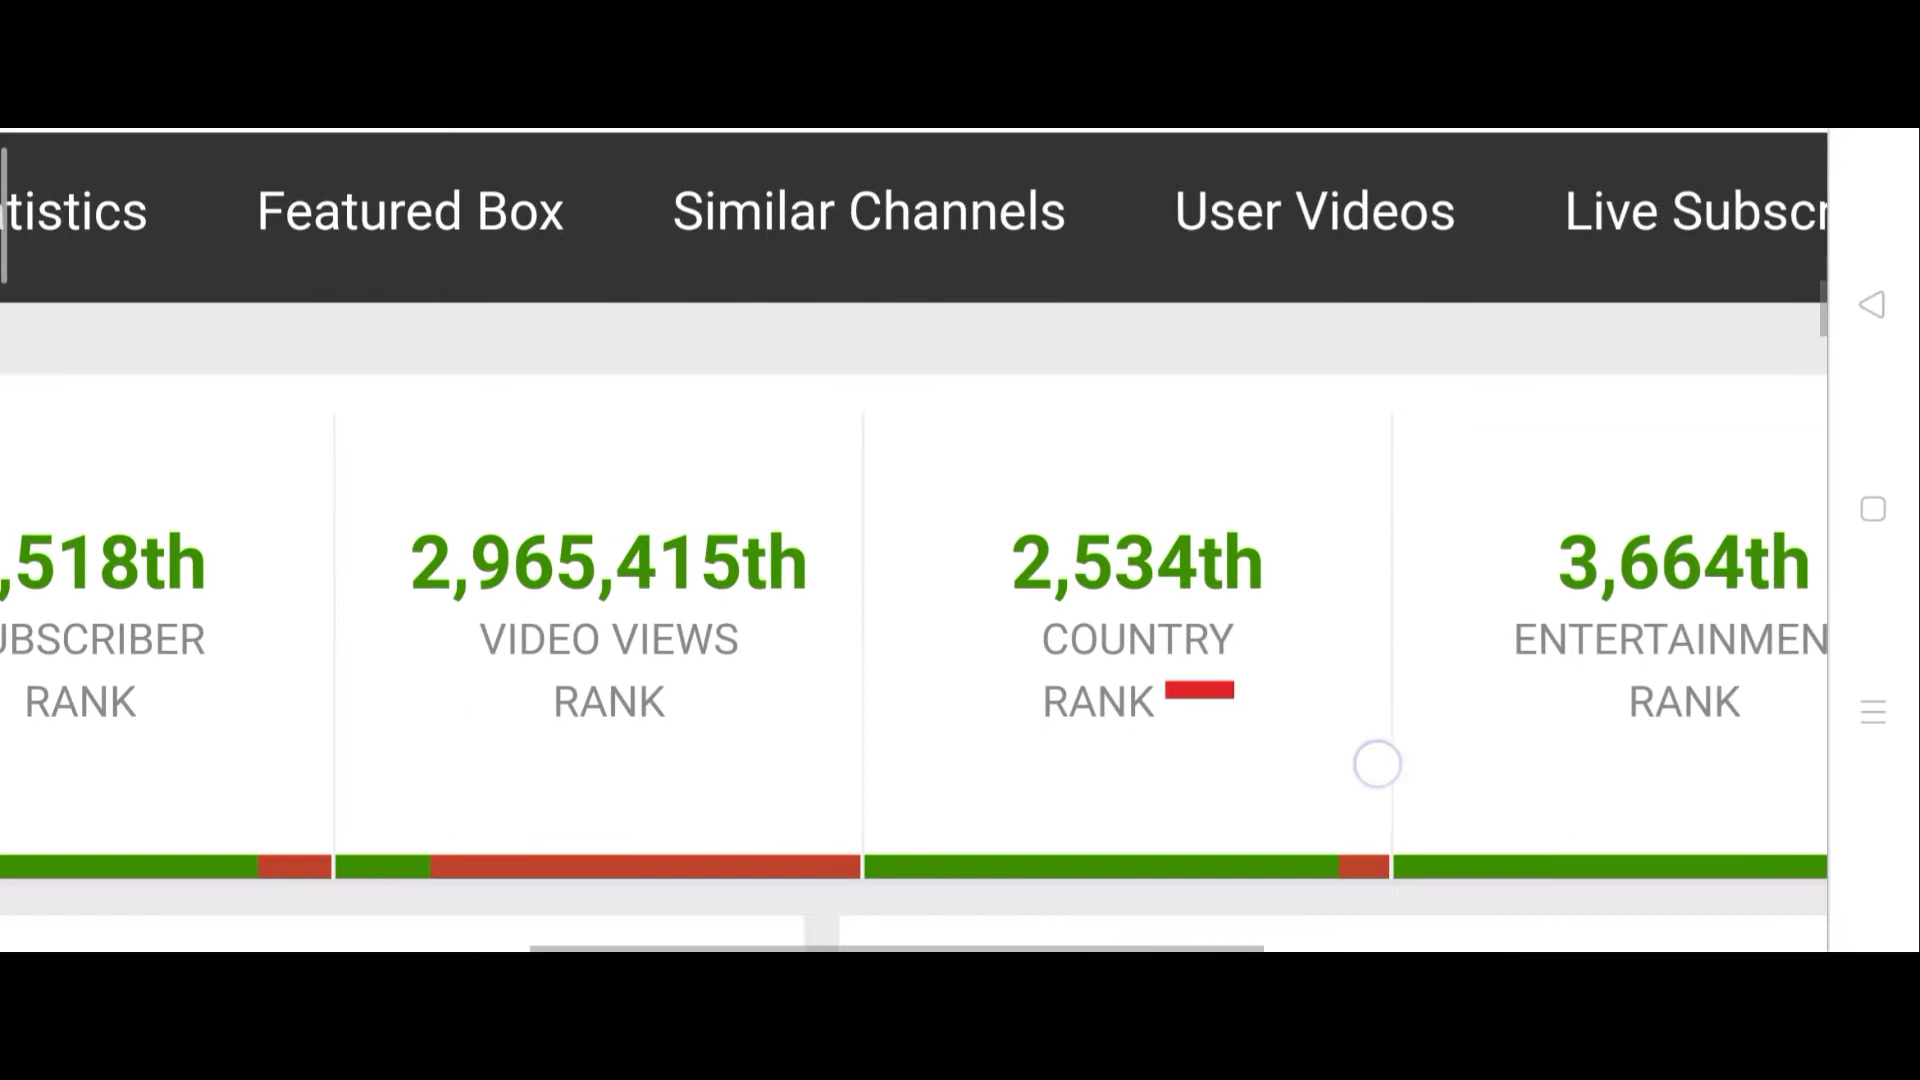 tistics Featured Box Similar Channels User Videos Live Subscr
,518th 2,965,415th 2,534th 3,664th
UBSCRIBER VIDEO VIEWS COUNTRY ENTERTAINMEN
RANK RANK RANK RANK